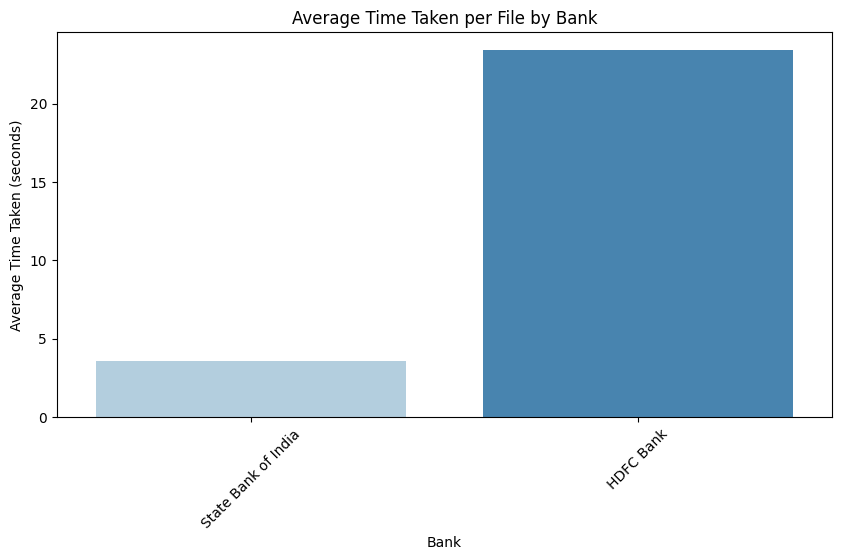 Average Time Taken per File by Bank
Average Time Taken (seconds)
20
15
10
5
0
State Bank of India
HDFC Bank
Bank